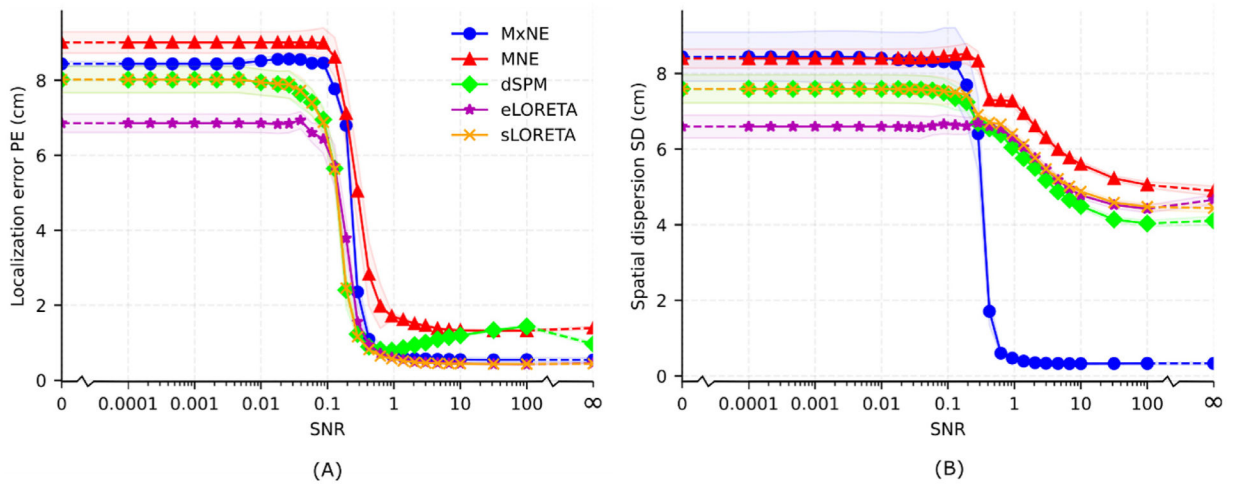 Localization error PE (cm)
8
6
4
2
0
MxNE
MNE
dSPM
eLORETA
sLORETA
0
0.0001
0.001
0.01
0.1
1
10
100
∞
SNR
(A)
Spatial dispersion SD (cm)
8
6
4
2
0
0
0.0001
0.001
0.01
0.1
1
10
100
∞
SNR
(B)